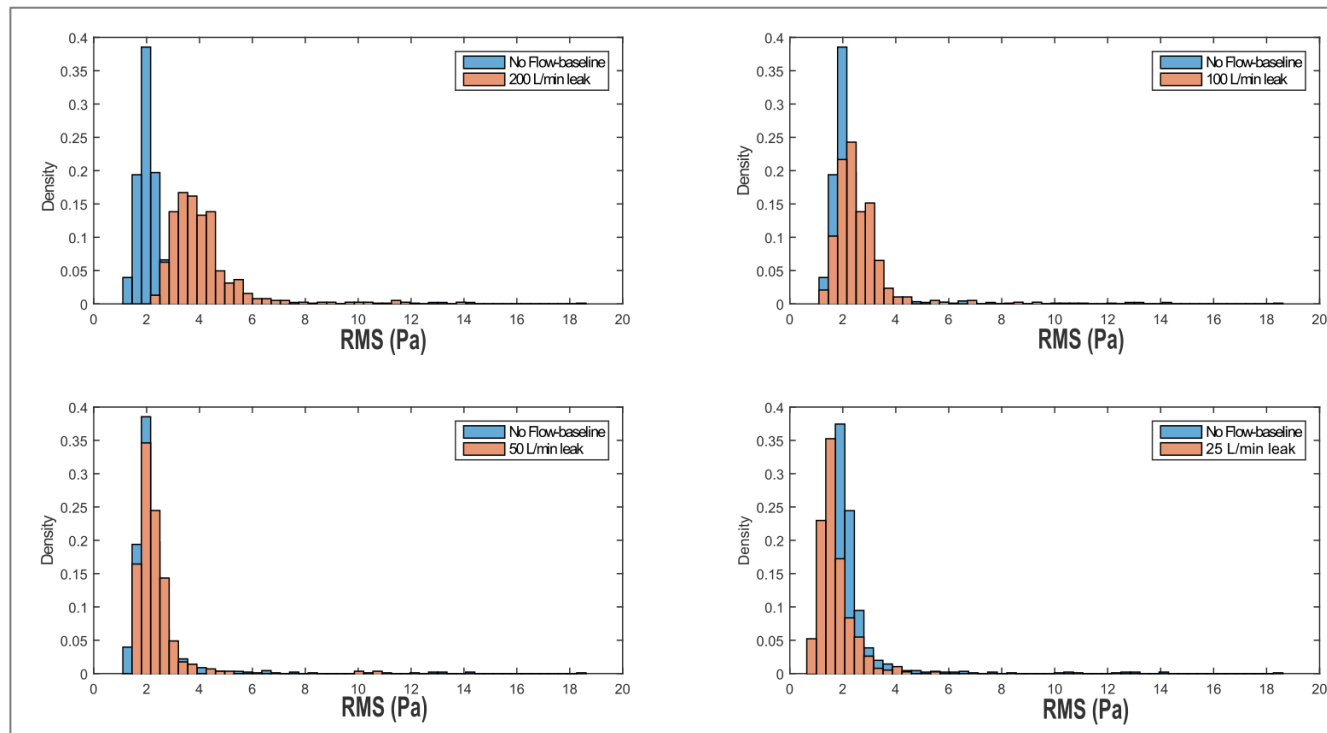 0.4
0.35
0.3
0.25
0.2
0.15
0.1
0.05
0
Density
No Flow-baseline
200 L/min leak
0 2 4 6 8 10 12 14 16 18 20
RMS (Pa)
0.4
0.35
0.3
0.25
0.2
0.15
0.1
0.05
0
Density
No Flow-baseline
100 L/min leak
0 2 4 6 8 10 12 14 16 18 20
RMS (Pa)
0.4
0.35
0.3
0.25
0.2
0.15
0.1
0.05
0
Density
No Flow-baseline
50 L/min leak
0 2 4 6 8 10 12 14 16 18 20
RMS (Pa)
0.4
0.35
0.3
0.25
0.2
0.15
0.1
0.05
0
Density
No Flow-baseline
25 L/min leak
0 2 4 6 8 10 12 14 16 18 20
RMS (Pa)